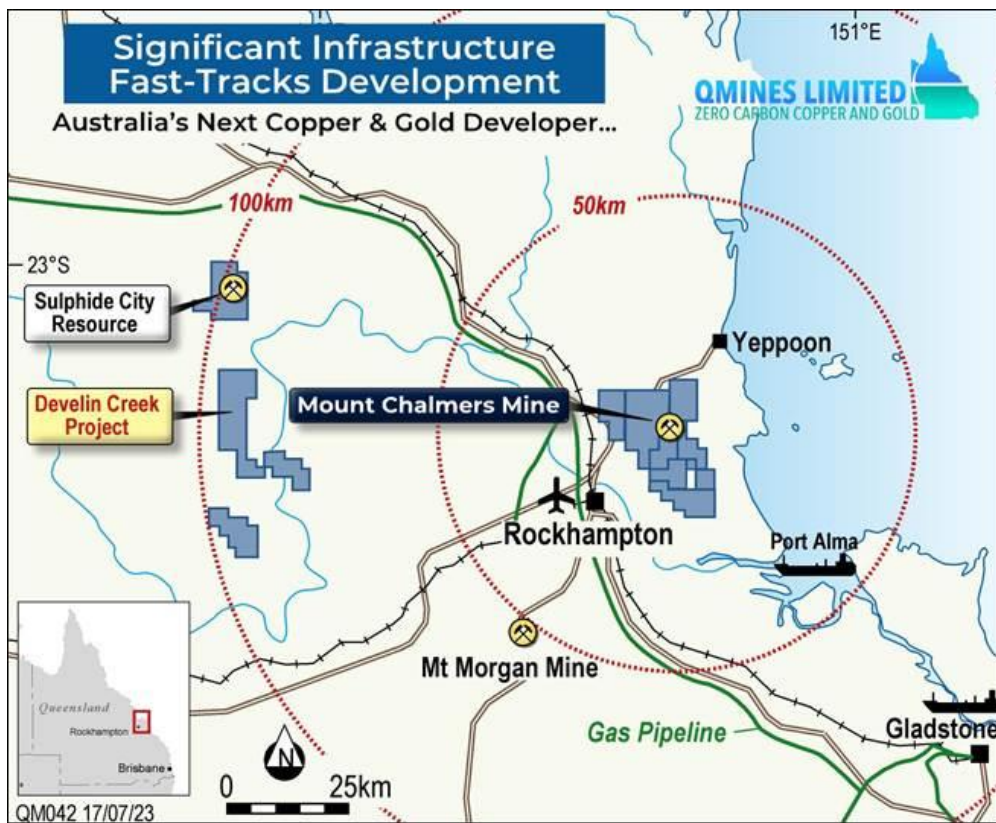 Significant Infrastructure
Fast-Tracks Development
Australia's Next Copper & Gold Developer...
151°E
QMINES LIMITED
ZERO CARBON COPPER AND GOLD
100km
50km
23°S
Sulphide City
Resource
Yeppoon
Develin Creek
Project
Mount Chalmers Mine
Rockhampton
Port Alma
Mt Morgan Mine
Gas Pipeline
Gladstone
Queensland
Rockhampton
Brisbane
N
0 25km
QM042 17/07/23